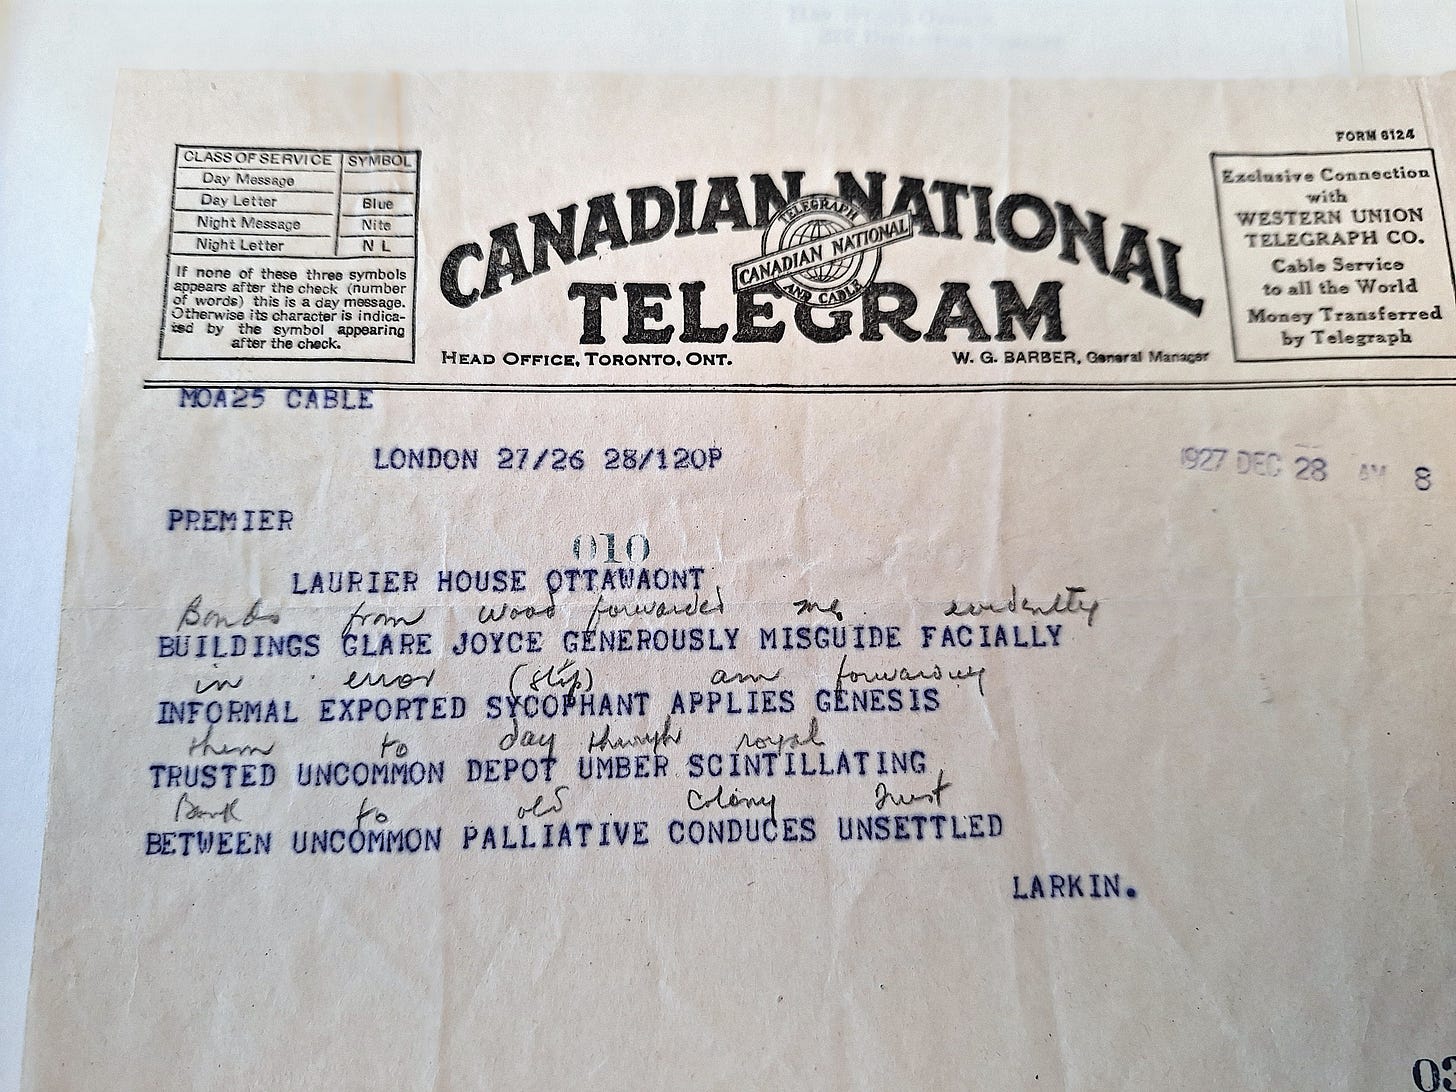 FORM 6124
CLASS OF SERVICE SYMBOL
Day Message
Day Letter Blue
Night Message Nite
Night Letter N L
If none of these three symbols
appears after the check (number
of words) this is a day message.
Otherwise its character is indica-
ted by the symbol appearing
after the check.
CANADIAN NATIONAL
TELEGRAPH
CANADIAN NATIONAL
AND CABLE
TELEGRAM
HEAD OFFICE, TORONTO, ONT.
W. G. BARBER, General Manager
Exclusive Connection
with
WESTERN UNION
TELEGRAPH CO.
Cable Service
to all the World
Money Transferred
by Telegraph
MOA25 CABLE
LONDON 27/26 28/120P
1927 DEC 28 AM 8
PREMIER
010
LAURIER HOUSE OTTAWAONT
Bonds from Wood forwarded me evidently
BUILDINGS GLARE JOYCE GENEROUSLY MISGUIDE FACIALLY
in error (stop) am forwarding
INFORMAL EXPORTED SYCOPHANT APPLIES GENESIS
them to day through royal
TRUSTED UNCOMMON DEPOT UMBER SCINTILLATING
Bank to old Colony Trust
BETWEEN UNCOMMON PALLIATIVE CONDUCES UNSETTLED
LARKIN.